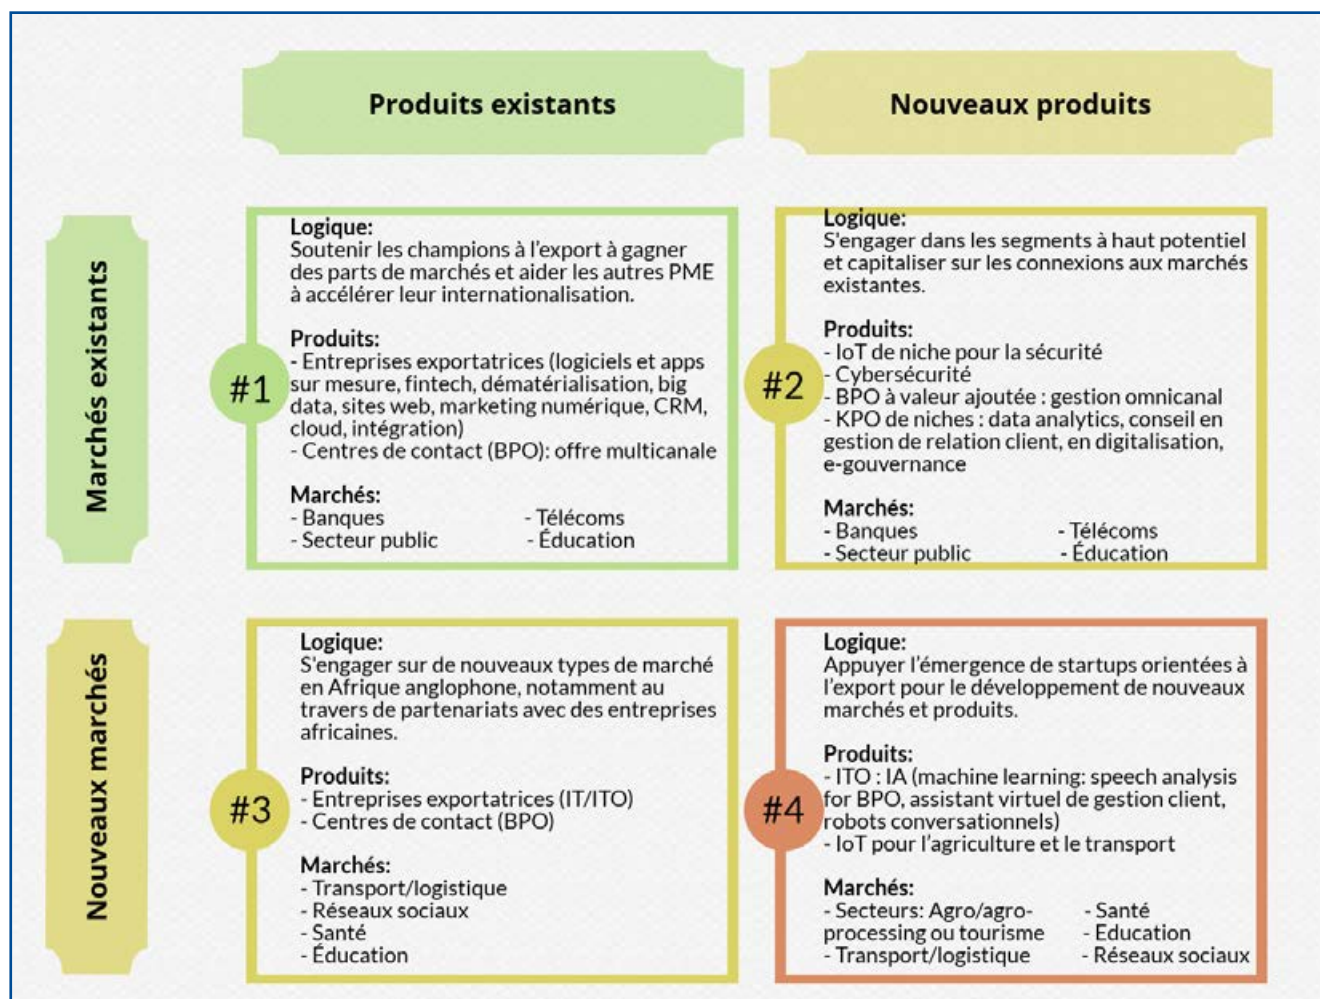 Produits existants
Nouveaux produits
Marchés existants
#1
Logique:
Soutenir les champions à l'export à gagner
des parts de marchés et aider les autres PME
à accélérer leur internationalisation.
Produits:
- Entreprises exportatrices (logiciels et apps
sur mesure, fintech, dématérialisation, big
data, sites web, marketing numérique, CRM,
cloud, intégration)
- Centres de contact (BPO): offre multicanale
Marchés:
- Banques
- Télécoms
- Secteur public
- Éducation
#2
Logique:
S'engager dans les segments à haut potentiel
et capitaliser sur les connexions aux marchés
existantes.
Produits:
- IoT de niche pour la sécurité
- Cybersécurité
- BPO à valeur ajoutée : gestion omnicanal
- KPO de niches : data analytics, conseil en
gestion de relation client, en digitalisation,
e-gouvernance
Marchés:
- Banques
- Télécoms
- Secteur public
- Éducation
Nouveaux marchés
#3
Logique:
S'engager sur de nouveaux types de marché
en Afrique anglophone, notamment au
travers de partenariats avec des entreprises
africaines.
Produits:
- Entreprises exportatrices (IT/ITO)
- Centres de contact (BPO)
Marchés:
- Transport/logistique
- Réseaux sociaux
- Santé
- Éducation
#4
Logique:
Appuyer l'émergence de startups orientées à
l'export pour le développement de nouveaux
marchés et produits.
Produits:
- ITO : IA (machine learning: speech analysis
for BPO, assistant virtuel de gestion client,
robots conversationnels)
- IoT pour l'agriculture et le transport
Marchés:
- Secteurs: Agro/agro-
processing ou tourisme
- Transport/logistique
- Santé
- Education
- Réseaux sociaux